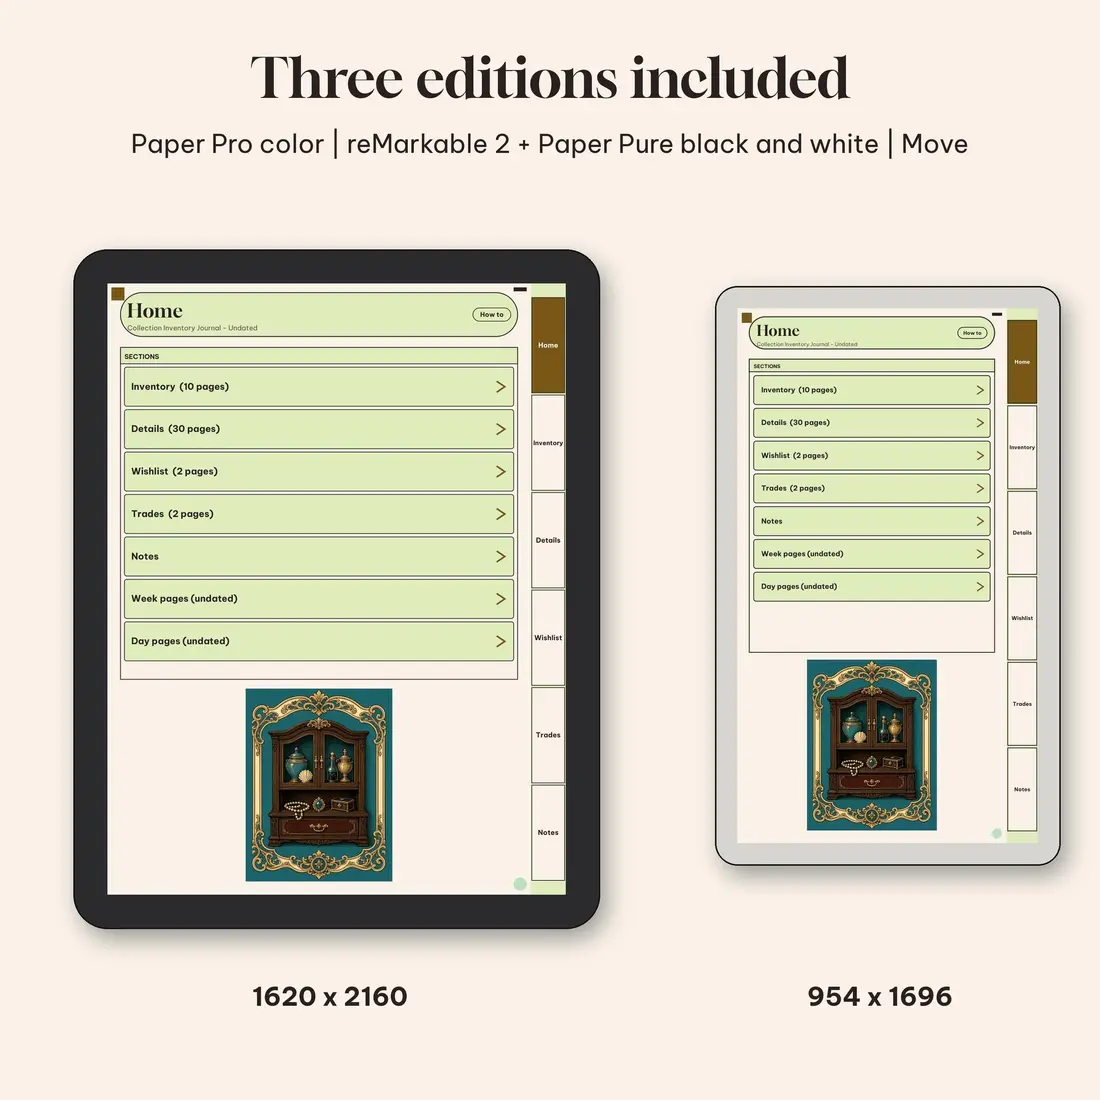 Three editions included
Paper Pro color | reMarkable 2 + Paper Pure black and white | Move
Home
Collection Inventory Journal - Undated
How to
SECTIONS
Inventory (10 pages)
Details (30 pages)
Wishlist (2 pages)
Trades (2 pages)
Notes
Week pages (undated)
Day pages (undated)
Home
Inventory
Details
Wishlist
Trades
Notes
1620 x 2160
Home
Collection Inventory Journal - Undated
How to
SECTIONS
Inventory (10 pages)
Details (30 pages)
Wishlist (2 pages)
Trades (2 pages)
Notes
Week pages (undated)
Day pages (undated)
Home
Inventory
Details
Wishlist
Trades
Notes
954 x 1696